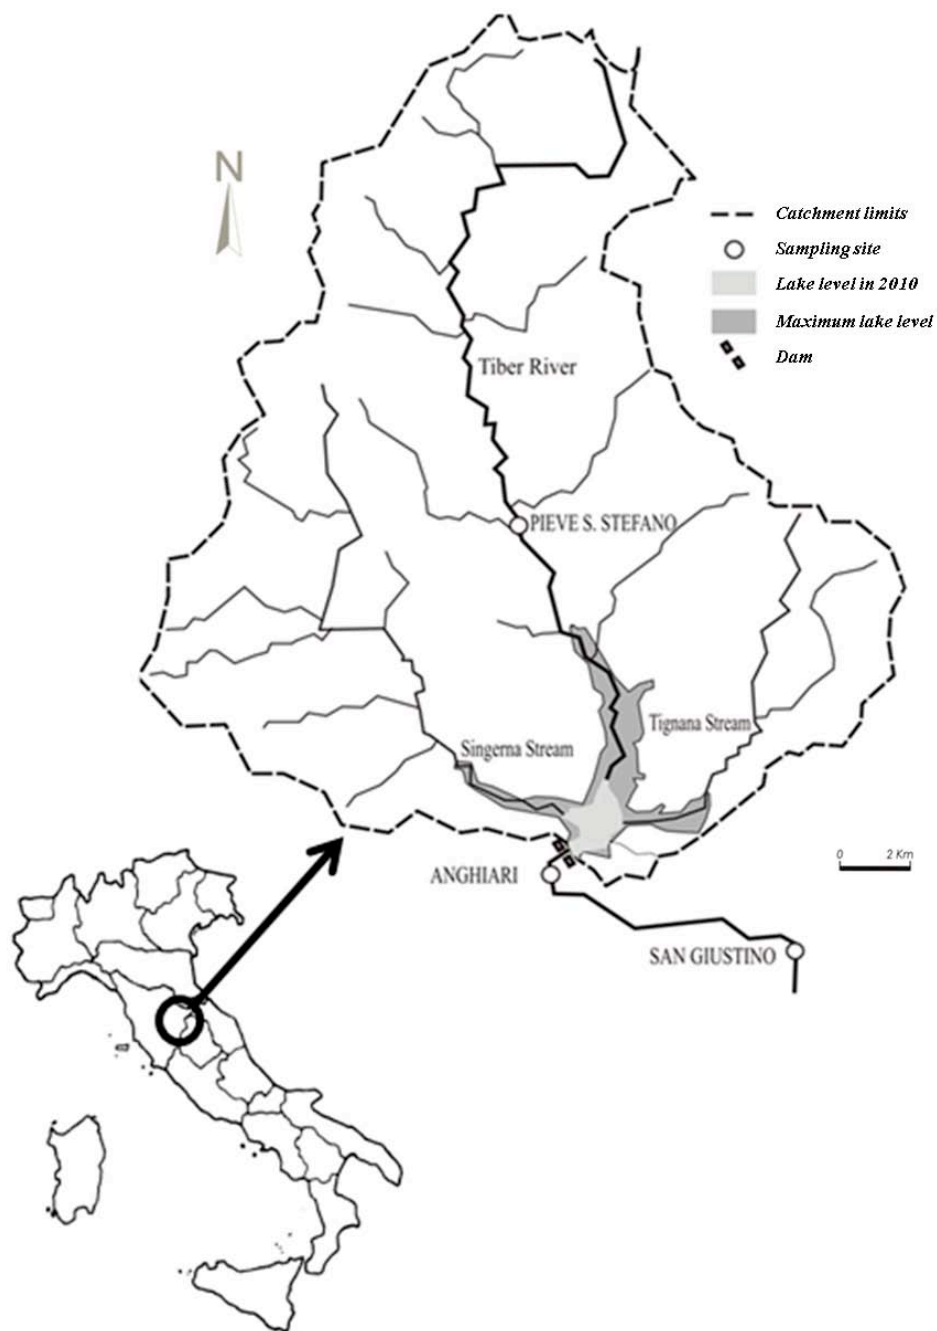 N
Catchment limits
Sampling site
Lake level in 2010
Maximum lake level
Dam
Tiber River
PIEVE S. STEFANO
Tignana Stream
Singerna Stream
0 2 Km
ANGHIARI
SAN GIUSTINO